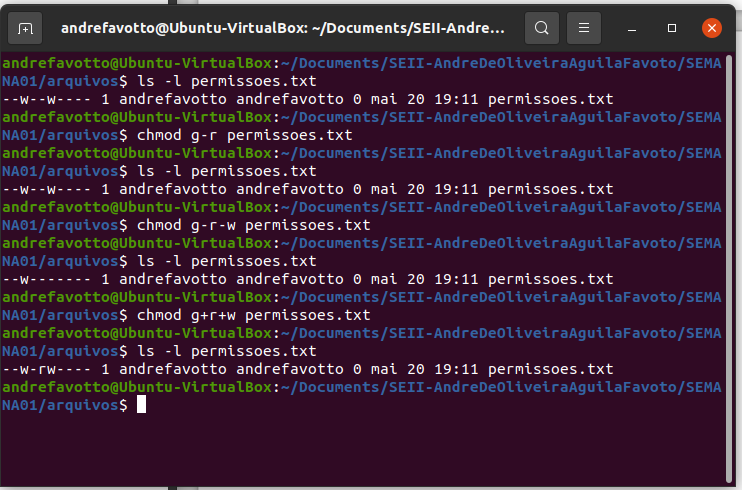 andrefavotto@Ubuntu-VirtualBox: ~/Documents/SEII-Andre...
andrefavotto@Ubuntu-VirtualBox:~/Documents/SEII-AndreDeOliveiraAguilaFavoto/SEMA
NA01/arquivos$ ls -l permissoes.txt
--w--w---- 1 andrefavotto andrefavotto 0 mai 20 19:11 permissoes.txt
andrefavotto@Ubuntu-VirtualBox:~/Documents/SEII-AndreDeOliveiraAguilaFavoto/SEMA
NA01/arquivos$ chmod g-r permissoes.txt
andrefavotto@Ubuntu-VirtualBox:~/Documents/SEII-AndreDeOliveiraAguilaFavoto/SEMA
NA01/arquivos$ ls -l permissoes.txt
--w--w---- 1 andrefavotto andrefavotto 0 mai 20 19:11 permissoes.txt
andrefavotto@Ubuntu-VirtualBox:~/Documents/SEII-AndreDeOliveiraAguilaFavoto/SEMA
NA01/arquivos$ chmod g-r-w permissoes.txt
andrefavotto@Ubuntu-VirtualBox:~/Documents/SEII-AndreDeOliveiraAguilaFavoto/SEMA
NA01/arquivos$ ls -l permissoes.txt
--w------- 1 andrefavotto andrefavotto 0 mai 20 19:11 permissoes.txt
andrefavotto@Ubuntu-VirtualBox:~/Documents/SEII-AndreDeOliveiraAguilaFavoto/SEMA
NA01/arquivos$ chmod g+r+w permissoes.txt
andrefavotto@Ubuntu-VirtualBox:~/Documents/SEII-AndreDeOliveiraAguilaFavoto/SEMA
NA01/arquivos$ ls -l permissoes.txt
--w-rw---- 1 andrefavotto andrefavotto 0 mai 20 19:11 permissoes.txt
andrefavotto@Ubuntu-VirtualBox:~/Documents/SEII-AndreDeOliveiraAguilaFavoto/SEMA
NA01/arquivos$